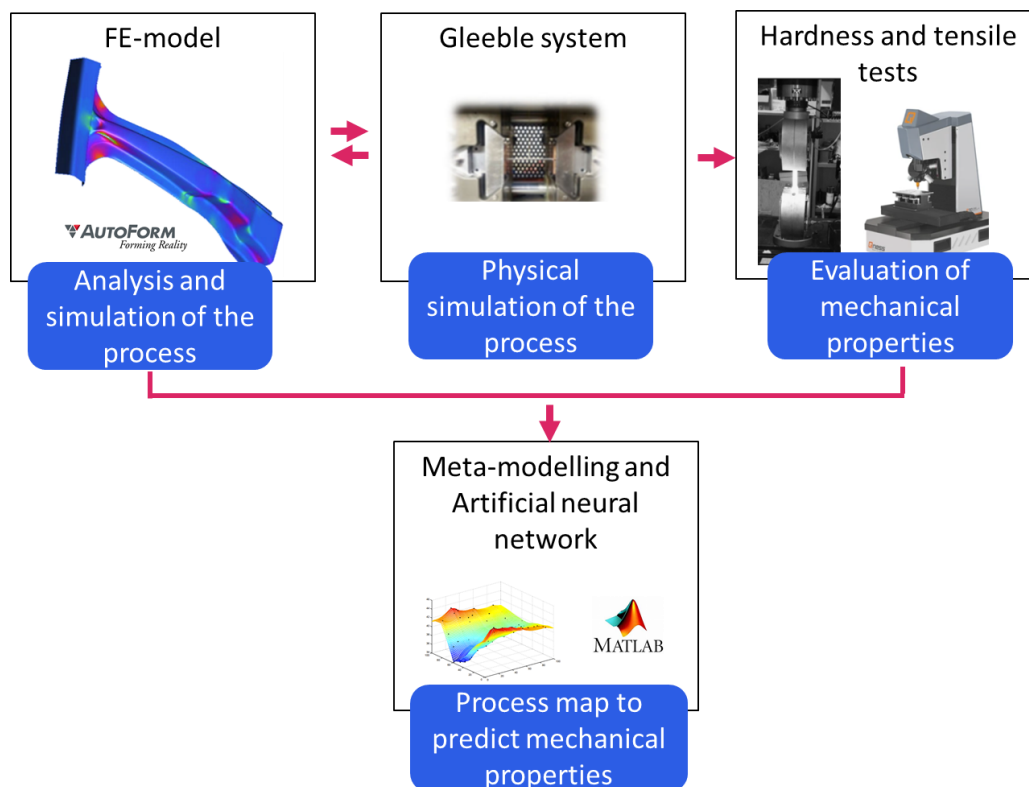 FE-model
AUTOFORM
Forming Reality
Analysis and
simulation of the
process
Gleeble system
Physical
simulation of the
process
Hardness and tensile
tests
Evaluation of
mechanical
properties
Meta-modelling and
Artificial neural
network
MATLAB
Process map to
predict mechanical
properties